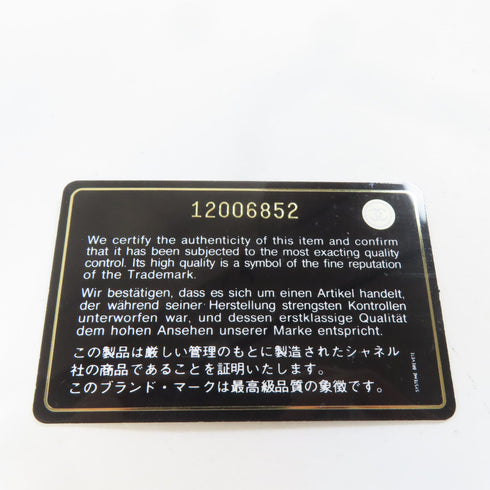 12006852
We certify the authenticity of this item and confirm
that it has been subjected to the most exacting quality
control. Its high quality is a symbol of the fine reputation
of the Trademark.
Wir bestätigen, dass es sich um einen Artikel handelt,
der während seiner Herstellung strengsten Kontrollen
unterworfen war, und dessen erstklassige Qualität
dem hohen Ansehen unserer Marke entspricht.
この製品は厳しい管理のもとに製造されたシャネル
社の商品であることを証明いたします。
このブランド・マークは最高級品質の象徴です。
SYSTEME BREVETE